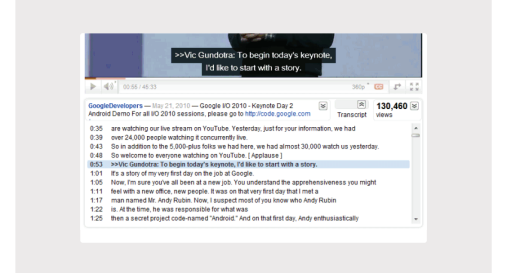 >>Vic Gundotra: To begin today's keynote,
I'd like to start with a story.
00:56 / 46:33
360p
GoogleDevelopers — May 21, 2010 — Google I/O 2010 - Keynote Day 2
Android Demo For all I/O 2010 sessions, please go to http://code.google.com
Transcript
130,460
views
0:35 are watching our live stream on YouTube. Yesterday, just for your information, we had
0:39 over 24,000 people watching it concurrently live.
0:43 So in addition to the 5,000-plus folks we had here, we had almost 30,000 watch us yesterday.
0:48 So welcome to everyone watching on YouTube. [ Applause ]
0:53 >>Vic Gundotra: To begin today's keynote, I'd like to start with a story.
1:01 It's a story of my very first day on the job at Google.
1:05 Now, I'm sure you've all been at a new job. You understand the apprehensiveness you might
1:11 feel with a new office, new people. It was on that very first day that I met a
1:17 man named Mr. Andy Rubin. Now, I suspect most of you know who Andy Rubin
1:22 is. At the time, he was responsible for what was
1:25 then a secret project code-named "Android." And on that first day, Andy enthusiastically